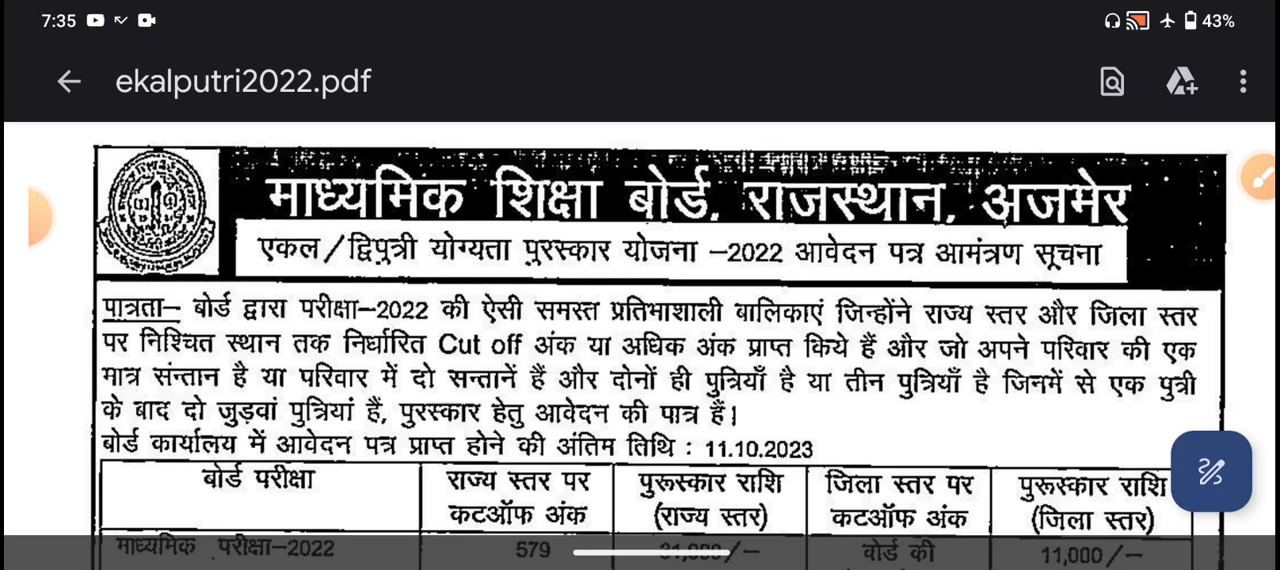 7:35
43%
ekalputri2022.pdf
माध्यमिक शिक्षा बोर्ड, राजस्थान, अजमेर
एकल/द्विपुत्री योग्यता पुरस्कार योजना –2022 आवेदन पत्र आमंत्रण सूचना
पात्रता– बोर्ड द्वारा परीक्षा–2022 की ऐसी समस्त प्रतिभाशाली बालिकाएं जिन्होंने राज्य स्तर और जिला स्तर
पर निश्चित स्थान तक निर्धारित Cut off अंक या अधिक अंक प्राप्त किये हैं और जो अपने परिवार की एक
मात्र संन्तान है या परिवार में दो सन्तानें हैं और दोनों ही पुत्रियाँ है या तीन पुत्रियाँ है जिनमें से एक पुत्री
के बाद दो जुड़वां पुत्रियां हैं, पुरस्कार हेतु आवेदन की पात्र हैं।
बोर्ड कार्यालय में आवेदन पत्र प्राप्त होने की अंतिम तिथि : 11.10.2023
बोर्ड परीक्षा राज्य स्तर पर कटऑफ अंक पुरूस्कार राशि (राज्य स्तर) जिला स्तर पर कटऑफ अंक पुरूस्कार राशि (जिला स्तर)
माध्यमिक परीक्षा–2022 579 बोर्ड की 11,000/–